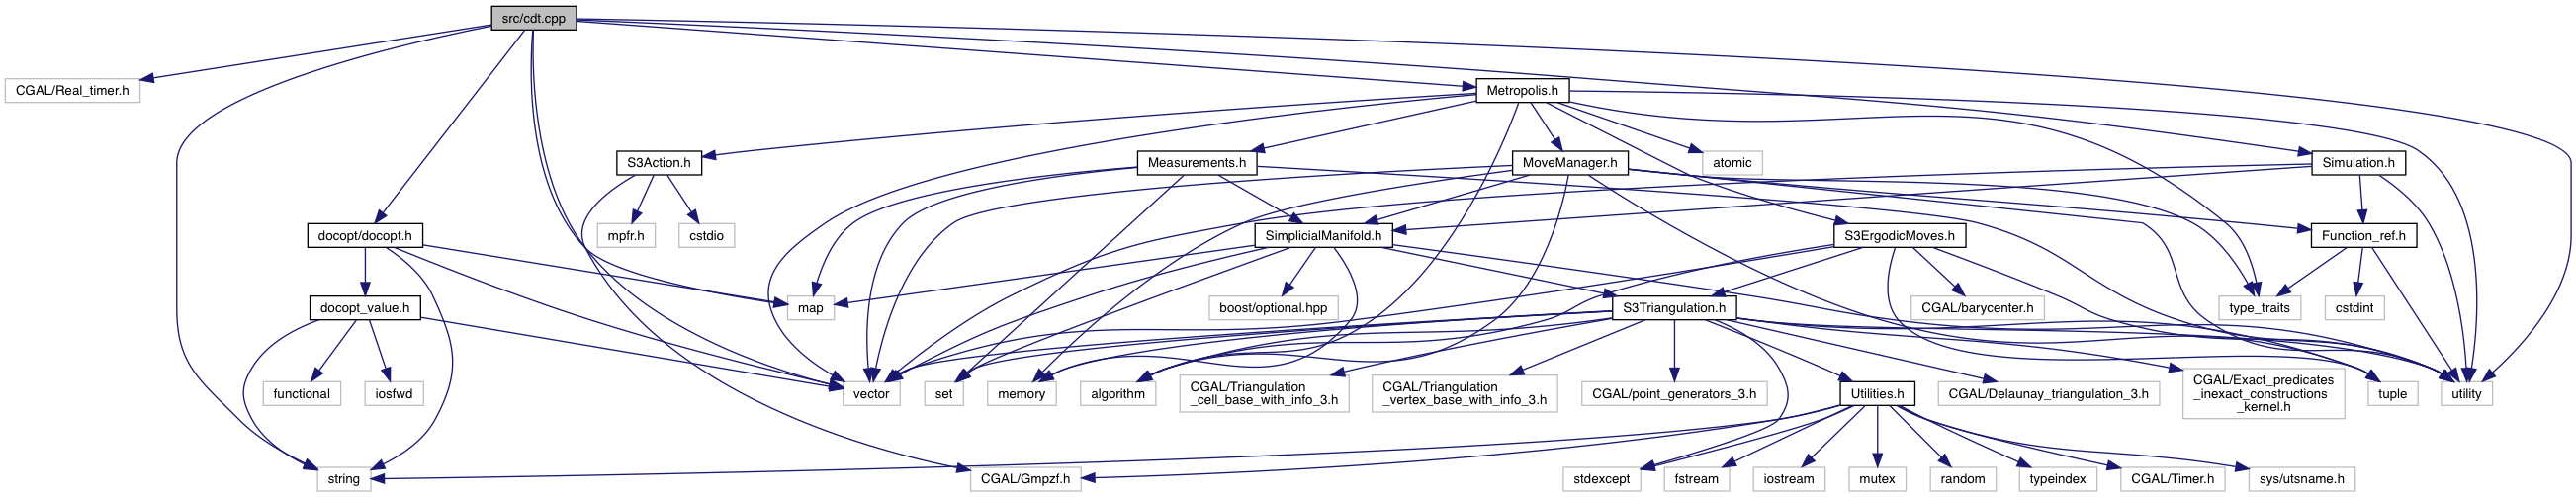 src/cdt.cpp
CGAL/Real_timer.h
Metropolis.h
S3Action.h
Measurements.h
MoveManager.h
atomic
Simulation.h
docopt/docopt.h
mpfr.h
cstdio
SimplicialManifold.h
S3ErgodicMoves.h
Function_ref.h
docopt_value.h
map
boost/optional.hpp
S3Triangulation.h
CGAL/barycenter.h
type_traits
cstdint
functional
iosfwd
vector
set
memory
algorithm
CGAL/Triangulation
_cell_base_with_info_3.h
CGAL/Triangulation
_vertex_base_with_info_3.h
CGAL/point_generators_3.h
Utilities.h
CGAL/Delaunay_triangulation_3.h
CGAL/Exact_predicates
_inexact_constructions
_kernel.h
tuple
utility
string
CGAL/Gmpzf.h
stdexcept
fstream
iostream
mutex
random
typeindex
CGAL/Timer.h
sys/utsname.h